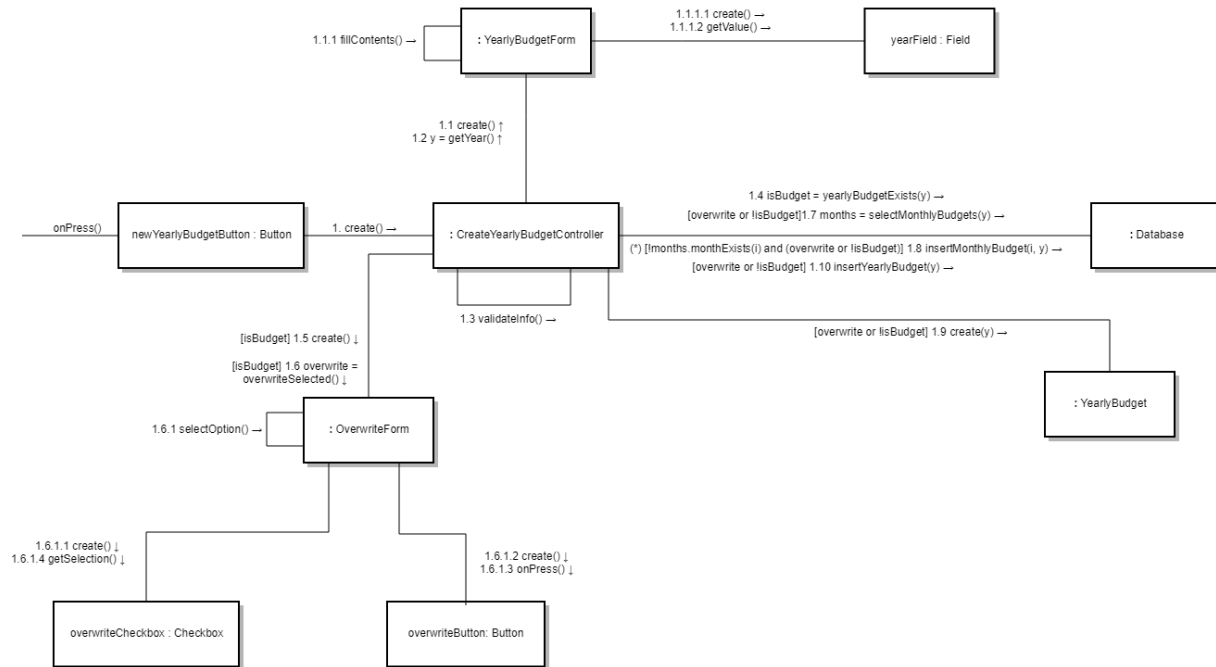 1.1.1.1 create() →
1.1.1.2 getValue() →
1.1.1 fillContents() →
: YearlyBudgetForm
yearField : Field
1.1 create() ↑
1.2 y = getYear() ↑
1.4 isBudget = yearlyBudgetExists(y) →
[overwrite or !isBudget]1.7 months = selectMonthlyBudgets(y) →
onPress()
newYearlyBudgetButton : Button
1. create() →
: CreateYearlyBudgetController
: Database
(*) [!months.monthExists(i) and (overwrite or !isBudget)] 1.8 insertMonthlyBudget(i, y) →
[overwrite or !isBudget] 1.10 insertYearlyBudget(y) →
1.3 validateInfo() →
[overwrite or !isBudget] 1.9 create(y) →
[isBudget] 1.5 create() ↓
[isBudget] 1.6 overwrite =
overwriteSelected() ↓
: YearlyBudget
1.6.1 selectOption() →
: OverwriteForm
1.6.1.1 create() ↓
1.6.1.4 getSelection() ↓
1.6.1.2 create() ↓
1.6.1.3 onPress() ↓
overwriteCheckbox : Checkbox
overwriteButton: Button